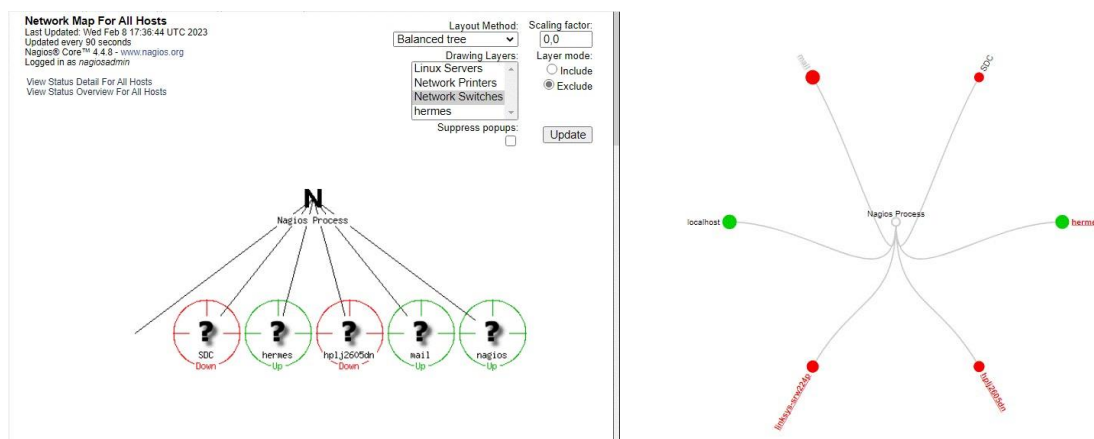 Network Map For All Hosts
Last Updated: Wed Feb 8 17:36:44 UTC 2023
Updated every 90 seconds
Nagios® Core™ 4.4.8 - www.nagios.org
Logged in as nagiosadmin
View Status Detail For All Hosts
View Status Overview For All Hosts
Layout Method:
Balanced tree
Scaling factor:
0,0
Drawing Layers:
Linux Servers
Network Printers
Network Switches
hermes
Layer mode:
Include
Exclude
Suppress popups:
Update
N
Nagios Process
?
SDC
Down
?
hermes
Up
?
hplj2605dn
Down
?
mail
Up
?
nagios
Up
mail
SDC
Nagios Process
localhost
herme
linksys-srw224p
hplj2605dn